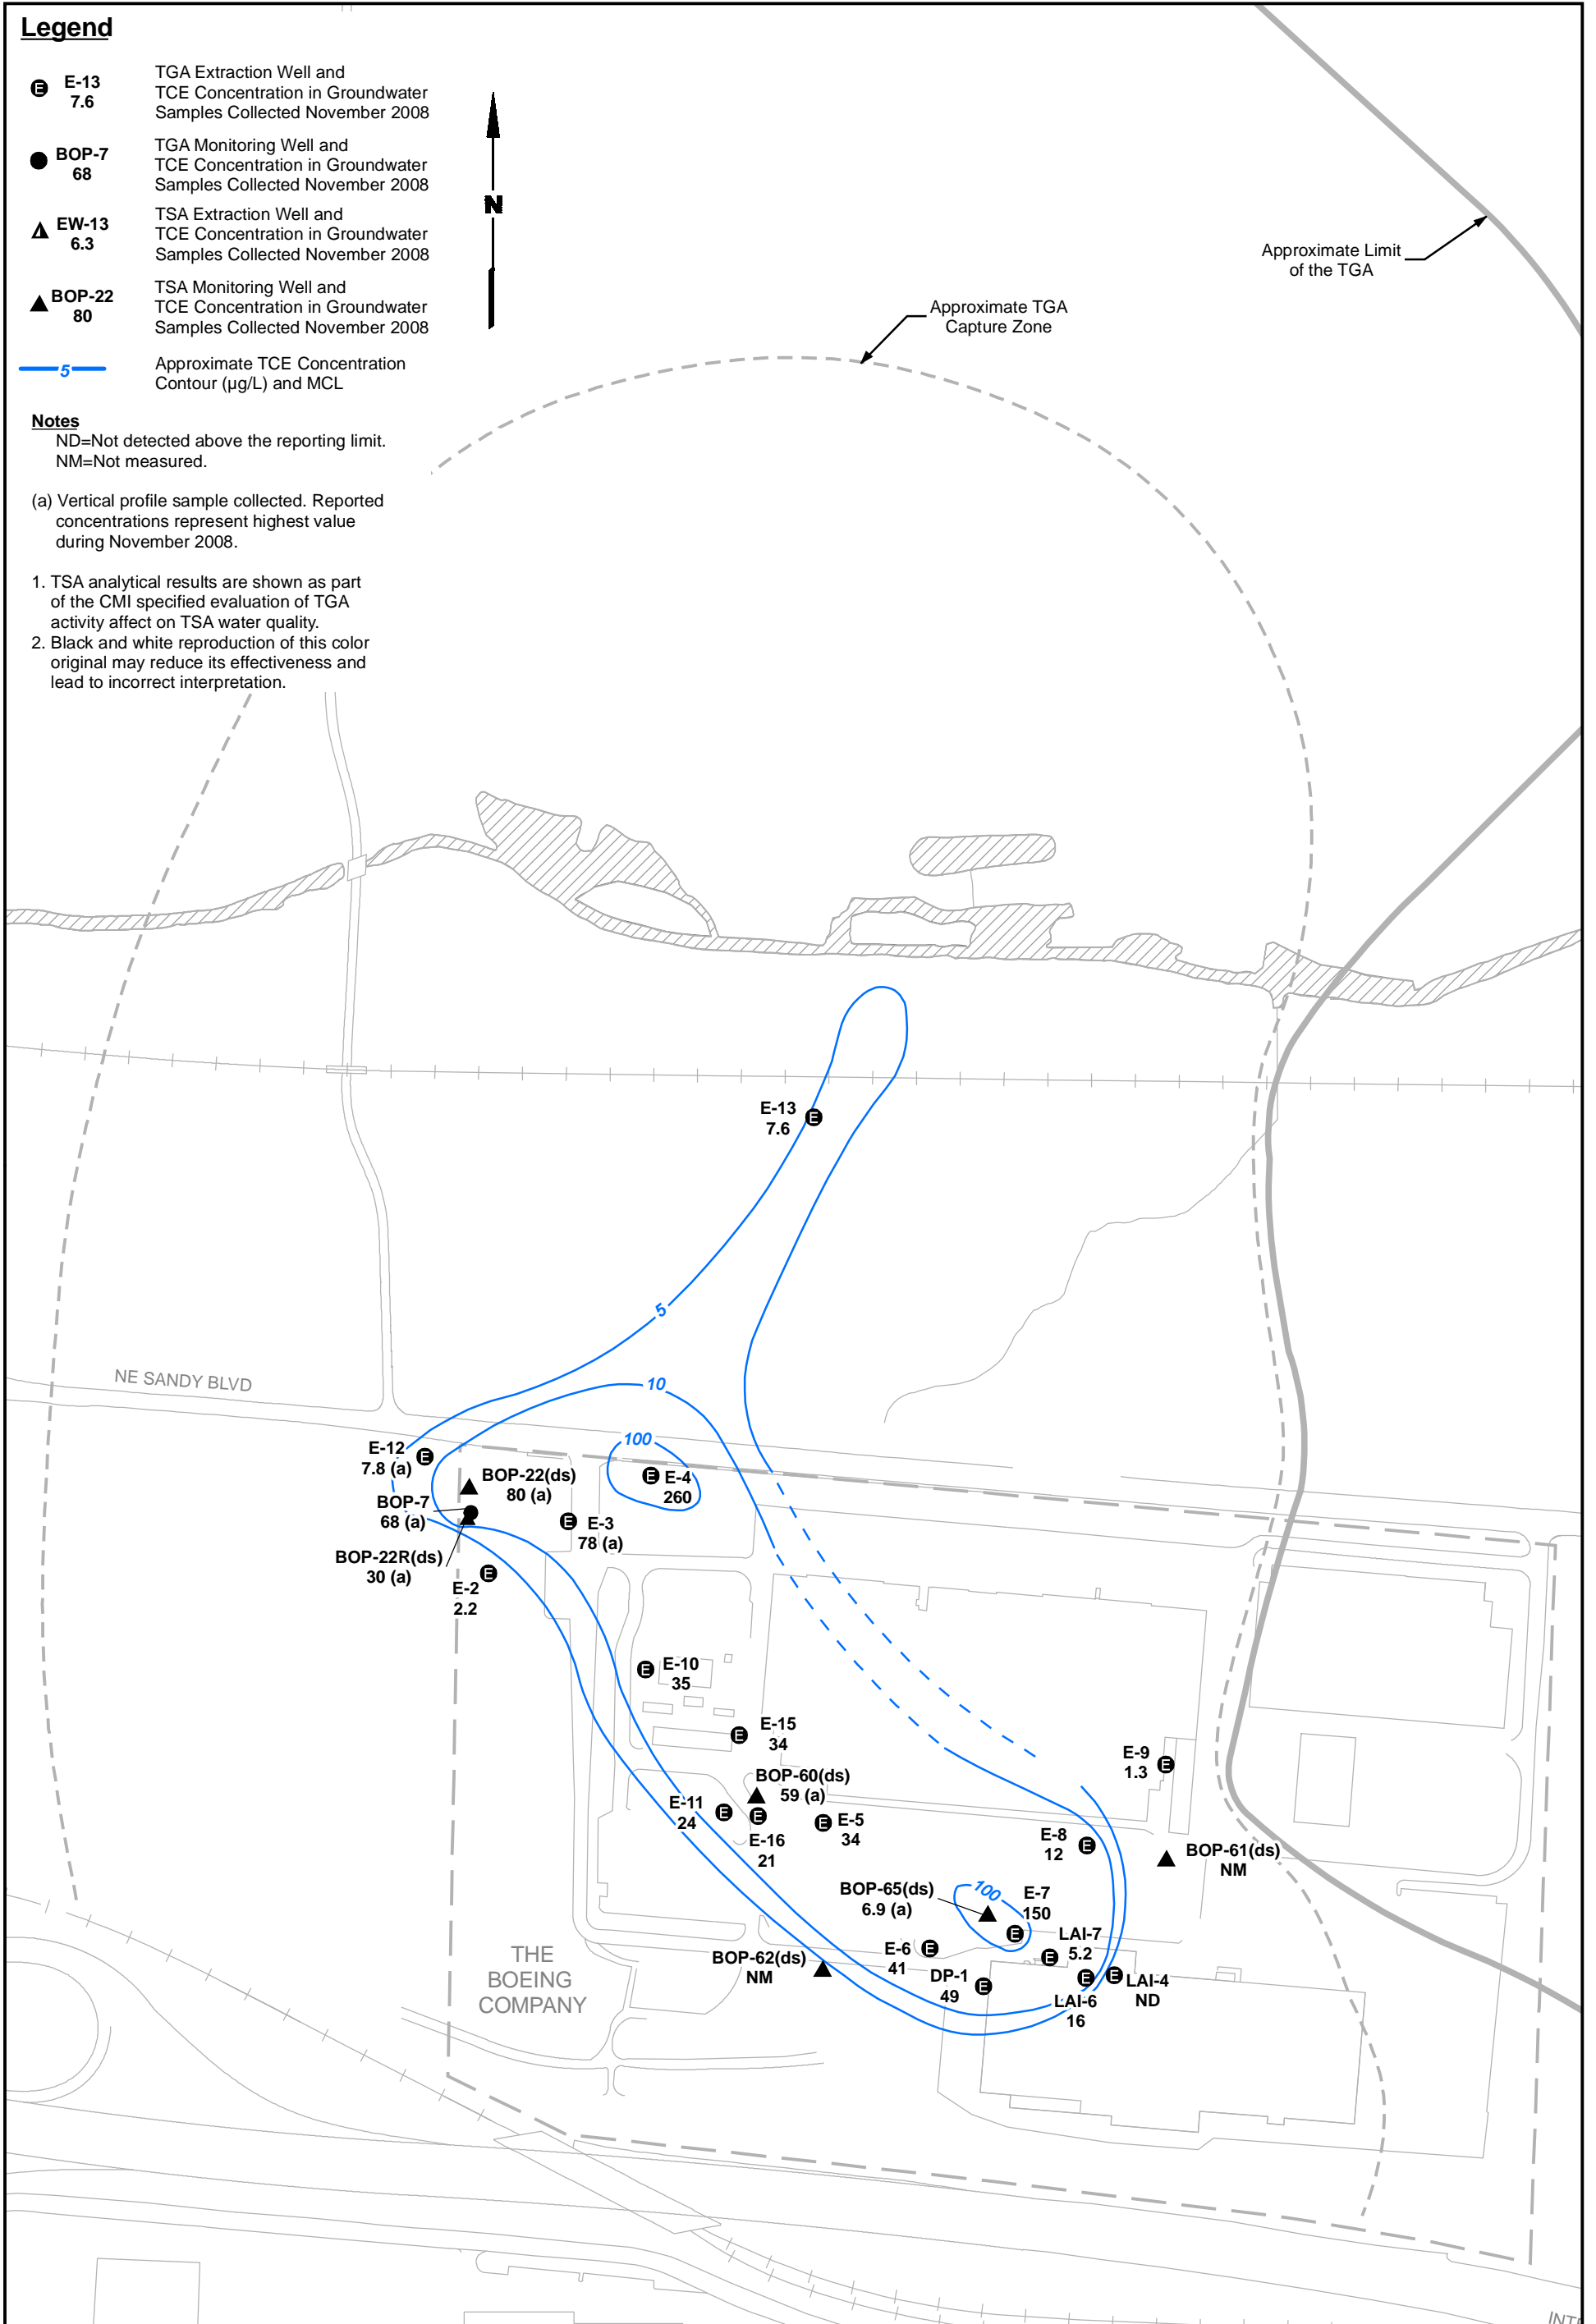 Legend
E
E-13
7.6
TGA Extraction Well and
TCE Concentration in Groundwater
Samples Collected November 2008
BOP-7
68
TGA Monitoring Well and
TCE Concentration in Groundwater
Samples Collected November 2008
EW-13
6.3
TSA Extraction Well and
TCE Concentration in Groundwater
Samples Collected November 2008
BOP-22
80
TSA Monitoring Well and
TCE Concentration in Groundwater
Samples Collected November 2008
5
Approximate TCE Concentration
Contour (µg/L) and MCL
N
Notes
ND=Not detected above the reporting limit.
NM=Not measured.
(a) Vertical profile sample collected. Reported
concentrations represent highest value
during November 2008.
1. TSA analytical results are shown as part
of the CMI specified evaluation of TGA
activity affect on TSA water quality.
2. Black and white reproduction of this color
original may reduce its effectiveness and
lead to incorrect interpretation.
Approximate Limit
of the TGA
Approximate TGA
Capture Zone
E-13
7.6
E
5
NE SANDY BLVD
10
100
E-12
7.8 (a)
E
BOP-22(ds)
80 (a)
E
E-4
260
BOP-7
68 (a)
E
E-3
78 (a)
BOP-22R(ds)
30 (a)
E-2
2.2
E
E
E-10
35
E
E-15
34
E-9
1.3
E
BOP-60(ds)
59 (a)
E-11
24
E
E
E-16
21
E
E-5
34
E-8
12
E
BOP-61(ds)
NM
BOP-65(ds)
6.9 (a)
100
E-7
150
E
LAI-7
5.2
E
E-6
41
E
BOP-62(ds)
NM
DP-1
49
E
E
LAI-6
16
E
LAI-4
ND
THE
BOEING
COMPANY